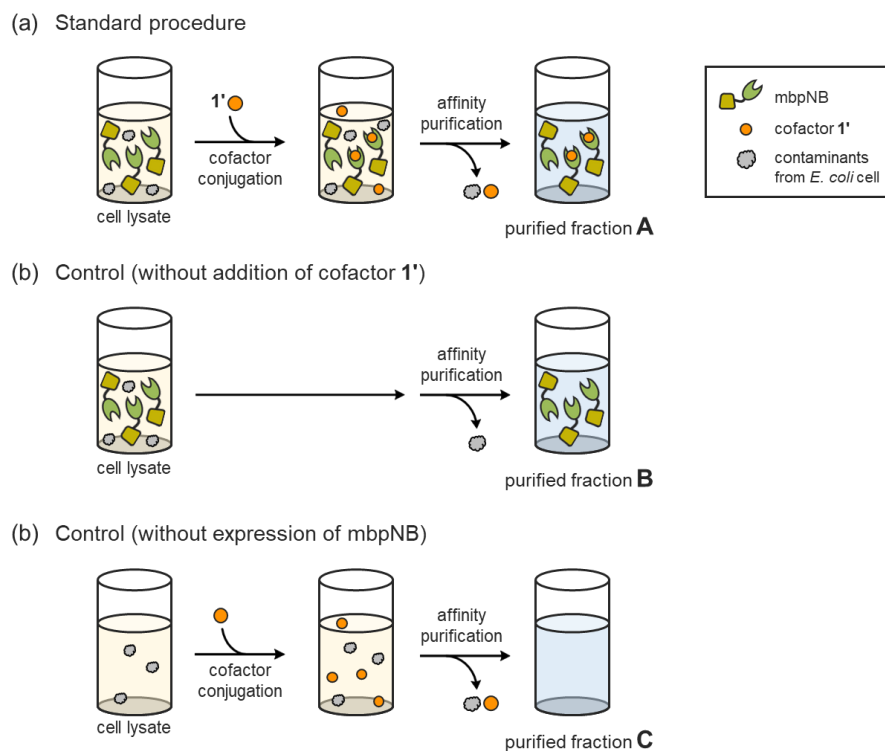 (a) Standard procedure
1'
cofactor
conjugation
affinity
purification
cell lysate
purified fraction A
mbpNB
cofactor 1'
contaminants
from E. coli cell
(b) Control (without addition of cofactor 1')
affinity
purification
cell lysate
purified fraction B
(b) Control (without expression of mbpNB)
cofactor
conjugation
affinity
purification
cell lysate
purified fraction C